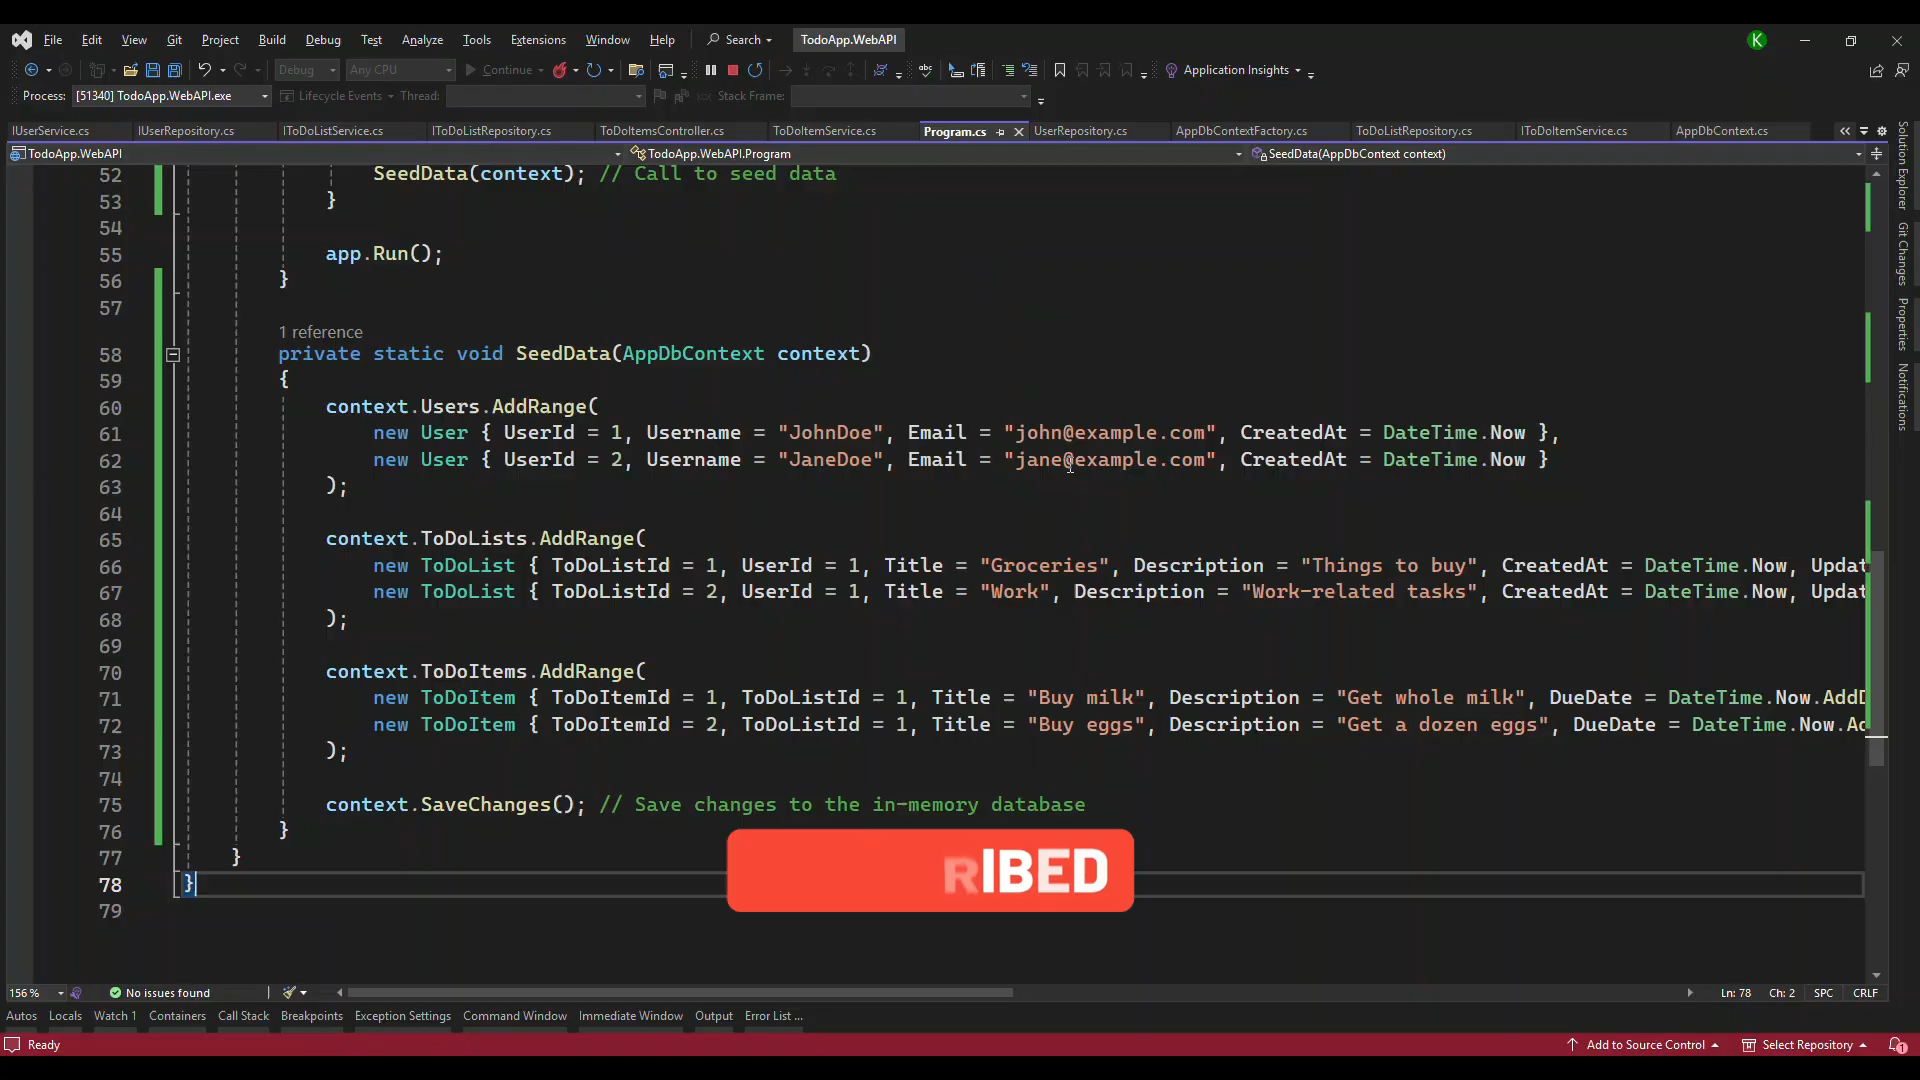 File Edit View Git Project Build Debug Test Analyze Tools Extensions Window Help Search TodoApp.WebAPI K
Debug Any CPU Continue Application Insights
Process: [51340] TodoApp.WebAPI.exe Lifecycle Events Thread: Stack Frame:
IUserService.cs IUserRepository.cs IToDoListService.cs IToDoListRepository.cs ToDoItemsController.cs ToDoItemService.cs Program.cs UserRepository.cs AppDbContextFactory.cs ToDoListRepository.cs IToDoItemService.cs AppDbContext.cs
TodoApp.WebAPI TodoApp.WebAPI.Program SeedData(AppDbContext context)
52 SeedData(context); // Call to seed data
53 }
54
55 app.Run();
56 }
57
1 reference
58 private static void SeedData(AppDbContext context)
59 {
60 context.Users.AddRange(
61 new User { UserId = 1, Username = "JohnDoe", Email = "john@example.com", CreatedAt = DateTime.Now },
62 new User { UserId = 2, Username = "JaneDoe", Email = "jane@example.com", CreatedAt = DateTime.Now }
63 );
64
65 context.ToDoLists.AddRange(
66 new ToDoList { ToDoListId = 1, UserId = 1, Title = "Groceries", Description = "Things to buy", CreatedAt = DateTime.Now, Updat
67 new ToDoList { ToDoListId = 2, UserId = 1, Title = "Work", Description = "Work-related tasks", CreatedAt = DateTime.Now, Updat
68 );
69
70 context.ToDoItems.AddRange(
71 new ToDoItem { ToDoItemId = 1, ToDoListId = 1, Title = "Buy milk", Description = "Get whole milk", DueDate = DateTime.Now.AddD
72 new ToDoItem { ToDoItemId = 2, ToDoListId = 1, Title = "Buy eggs", Description = "Get a dozen eggs", DueDate = DateTime.Now.Ad
73 );
74
75 context.SaveChanges(); // Save changes to the in-memory database
76 }
77 }
78 }
79
RIBED
156 % No issues found Ln: 78 Ch: 2 SPC CRLF
Autos Locals Watch 1 Containers Call Stack Breakpoints Exception Settings Command Window Immediate Window Output Error List ...
Ready Add to Source Control Select Repository 1
Solution Explorer
Git Changes
Properties
Notifications